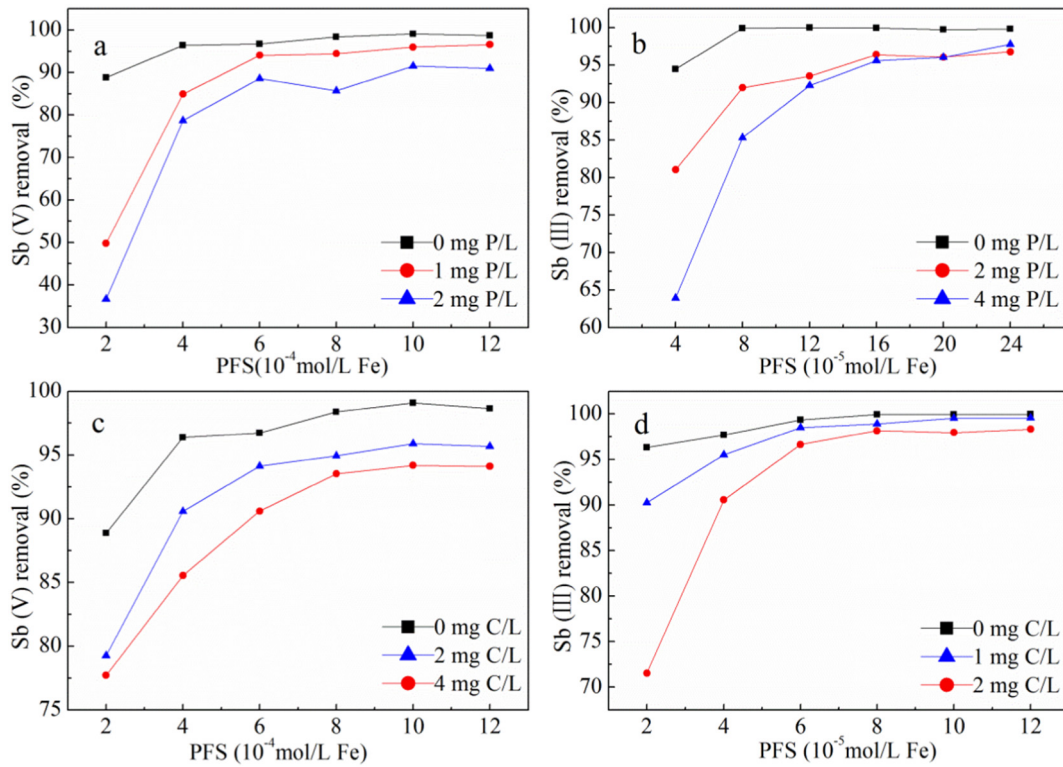 a
Sb (V) removal (%)
100
90
80
70
60
50
40
30
0 mg P/L
1 mg P/L
2 mg P/L
2 4 6 8 10 12
PFS(10-4mol/L Fe)
b
Sb (III) removal (%)
100
95
90
85
80
75
70
65
60
0 mg P/L
2 mg P/L
4 mg P/L
4 8 12 16 20 24
PFS (10-5mol/L Fe)
c
Sb (V) removal (%)
100
95
90
85
80
75
0 mg C/L
2 mg C/L
4 mg C/L
2 4 6 8 10 12
PFS (10-4mol/L Fe)
d
Sb (III) removal (%)
100
95
90
85
80
75
70
0 mg C/L
1 mg C/L
2 mg C/L
2 4 6 8 10 12
PFS (10-5mol/L Fe)